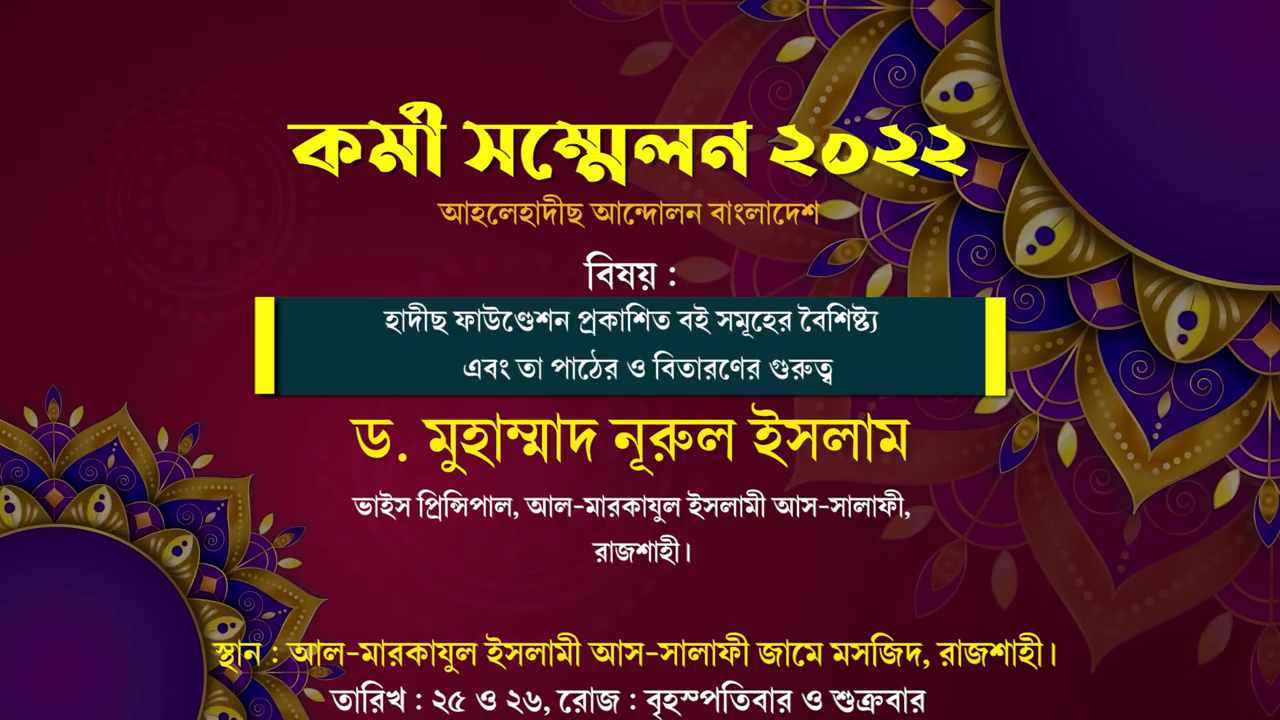 কর্মী সম্মেলন ২০২২
আহলেহাদীছ আন্দোলন বাংলাদেশ
বিষয় :
হাদীছ ফাউণ্ডেশন প্রকাশিত বই সমূহের বৈশিষ্ট্য
এবং তা পাঠের ও বিতারণের গুরুত্ব
ড. মুহাম্মাদ নূরুল ইসলাম
ভাইস প্রিন্সিপাল, আল-মারকাযুল ইসলামী আস-সালাফী,
রাজশাহী।
স্থান : আল-মারকাযুল ইসলামী আস-সালাফী জামে মসজিদ, রাজশাহী।
তারিখ : ২৫ ও ২৬, রোজ : বৃহস্পতিবার ও শুক্রবার